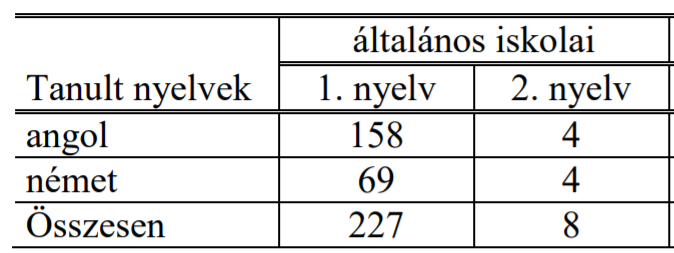 általános iskolai
Tanult nyelvek 1. nyelv 2. nyelv
angol 158 4
német 69 4
Összesen 227 8